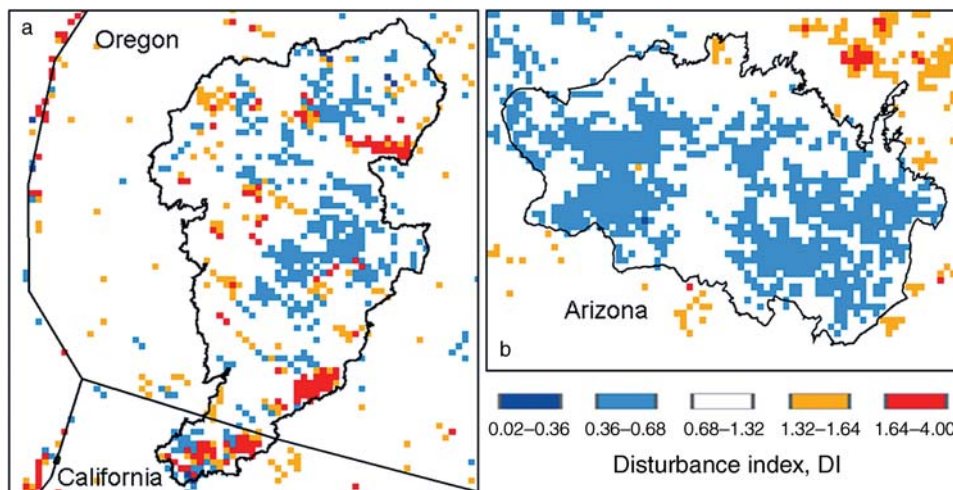 a
Oregon
California
Arizona
b
0.02–0.36 0.36–0.68 0.68–1.32 1.32–1.64 1.64–4.00
Disturbance index, DI